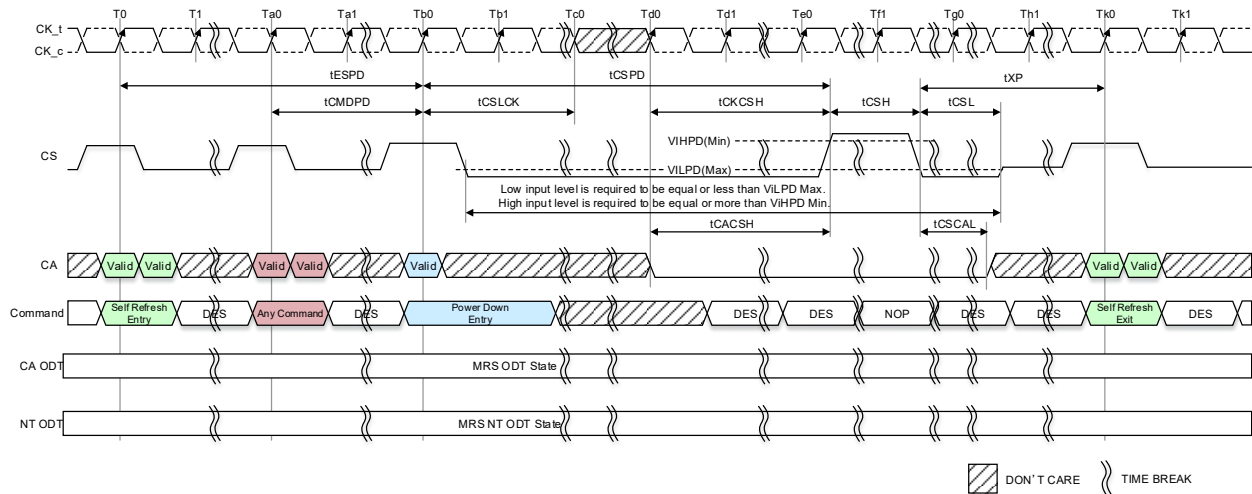 T0 T1 Ta0 Ta1 Tb0 Tb1 Tc0 Td0 Td1 Te0 Tf1 Tg0 Th1 Tk0 Tk1
CK_t
CK_c
tESPD tCSPD tXP
tCMDPD tCSLCK tCKCSH tCSH tCSL
VIHPD(Min)
CS
VILPD(Max)
Low input level is required to be equal or less than ViLPD Max.
High input level is required to be equal or more than ViHPD Min.
tCACSH tCSCAL
CA Valid Valid Valid Valid Valid Valid Valid
Command Self Refresh Entry DES Any Command DES Power Down Entry DES DES NOP DES DES Self Refresh Exit DES
CA ODT MRS ODT State
NT ODT MRS NT ODT State
DON'T CARE TIME BREAK